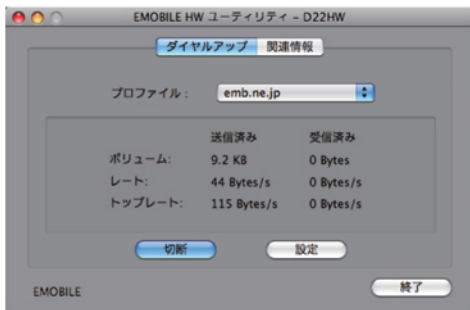 EMOBILE HW ユーティリティ – D22HW
ダイヤルアップ 関連情報
プロファイル： emb.ne.jp
送信済み 受信済み
ボリューム: 9.2 KB 0 Bytes
レート: 44 Bytes/s 0 Bytes/s
トップレート: 115 Bytes/s 0 Bytes/s
切断 設定
EMOBILE 終了